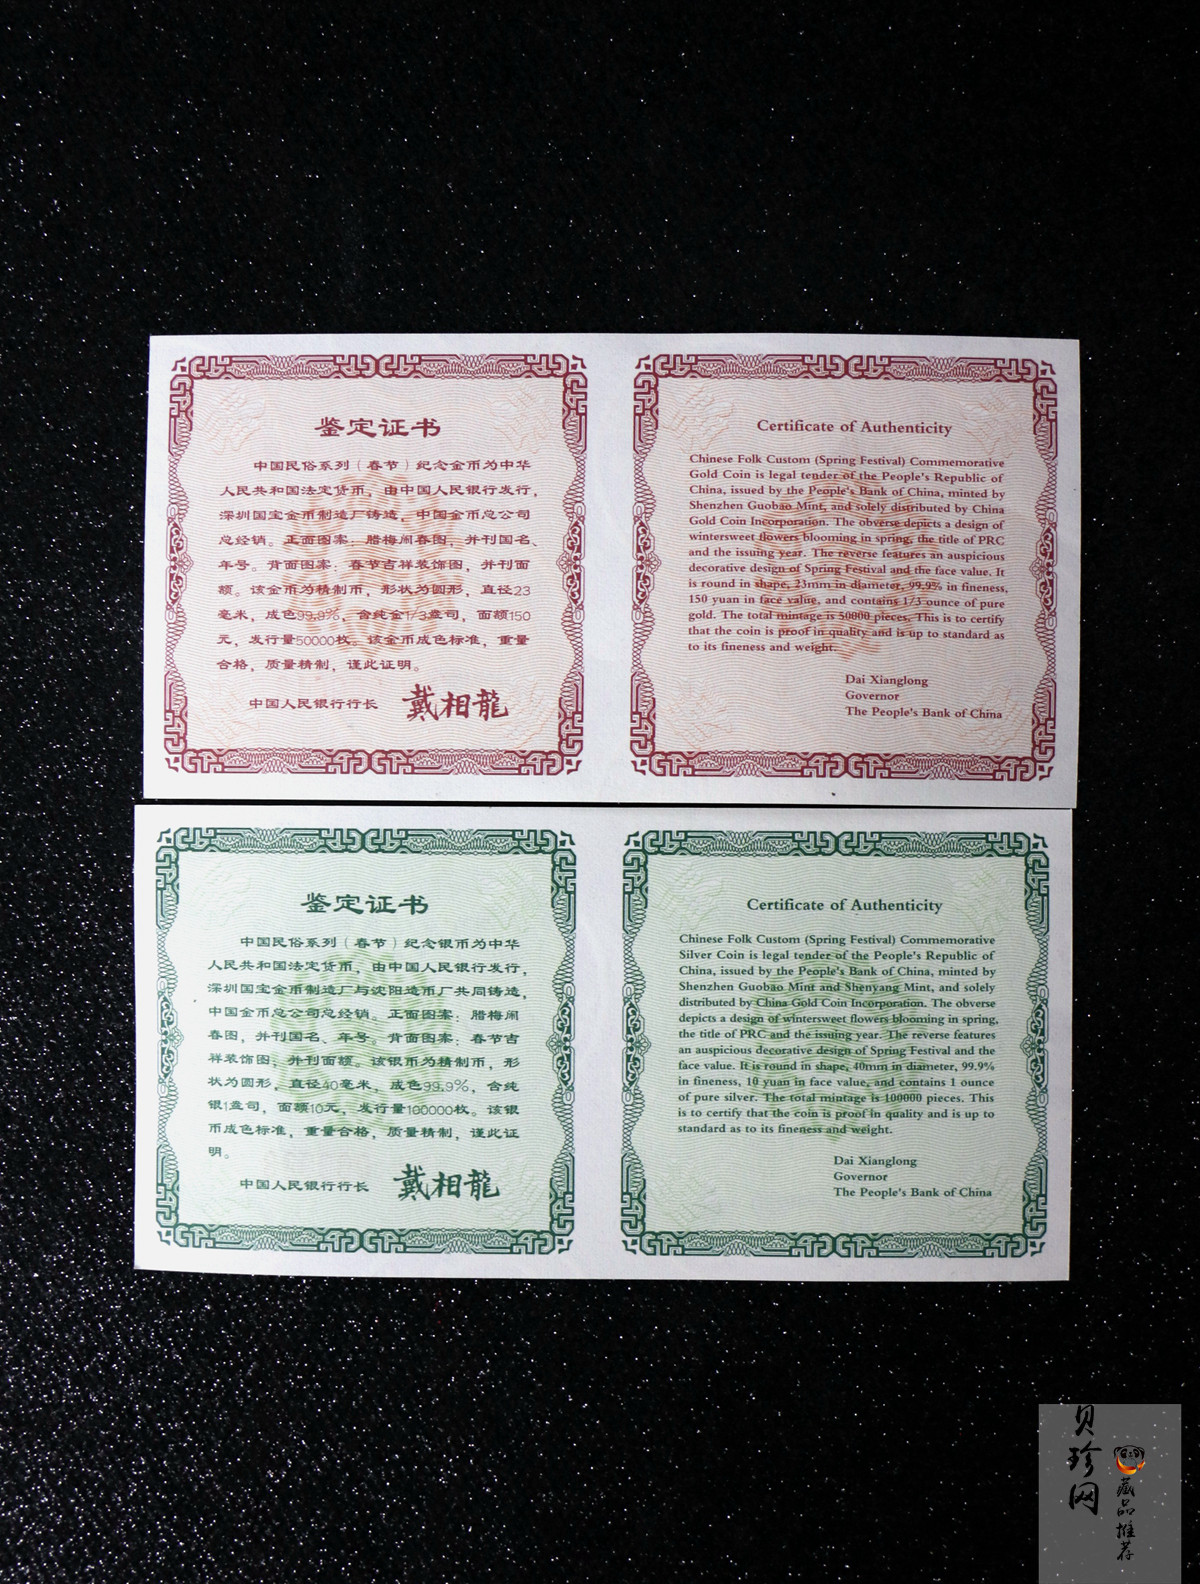 鉴定证书
中国民俗系列（春节）纪念金币为中华
人民共和国法定货币，由中国人民银行发行，
深圳国宝金币制造厂铸造，中国金币总公司
总经销。正面图案：腊梅闹春图，并刊国名、
年号。背面图案：春节吉祥装饰图，并刊面
额。该金币为精制币，形状为圆形，直径23
毫米，成色99.9%，含纯金1/3盎司，面额150
元，发行量50000枚。该金币成色标准，重量
合格，质量精制，谨此证明。
中国人民银行行长 戴相龍
Certificate of Authenticity
Chinese Folk Custom (Spring Festival) Commemorative
Gold Coin is legal tender of the People's Republic of
China, issued by the People's Bank of China, minted by
Shenzhen Guobao Mint, and solely distributed by China
Gold Coin Incorporation. The obverse depicts a design of
wintersweet flowers blooming in spring, the title of PRC
and the issuing year. The reverse features an auspicious
decorative design of Spring Festival and the face value. It
is round in shape, 23mm in diameter, 99.9% in fineness,
150 yuan in face value, and contains 1/3 ounce of pure
gold. The total mintage is 50000 pieces. This is to certify
that the coin is proof in quality and is up to standard as
to its fineness and weight.
Dai Xianglong
Governor
The People's Bank of China
鉴定证书
中国民俗系列（春节）纪念银币为中华
人民共和国法定货币，由中国人民银行发行，
深圳国宝金币制造厂与沈阳造币厂共同铸造，
中国金币总公司总经销。正面图案：腊梅闹
春图，并刊国名、年号。背面图案：春节吉
祥装饰图，并刊面额。该银币为精制币，形
状为圆形，直径40毫米，成色99.9%，含纯
银1盎司，面额10元，发行量100000枚。该银
币成色标准，重量合格，质量精制，谨此证
明。
中国人民银行行长 戴相龍
Certificate of Authenticity
Chinese Folk Custom (Spring Festival) Commemorative
Silver Coin is legal tender of the People's Republic of
China, issued by the People's Bank of China, minted by
Shenzhen Guobao Mint and Shenyang Mint, and solely
distributed by China Gold Coin Incorporation. The obverse
depicts a design of wintersweet flowers blooming in spring,
the title of PRC and the issuing year. The reverse features
an auspicious decorative design of Spring Festival and the
face value. It is round in shape, 40mm in diameter, 99.9%
in fineness, 10 yuan in face value, and contains 1 ounce
of pure silver. The total mintage is 100000 pieces. This
is to certify that the coin is proof in quality and is up to
standard as to its fineness and weight.
Dai Xianglong
Governor
The People's Bank of China
贝珍网
藏品推荐